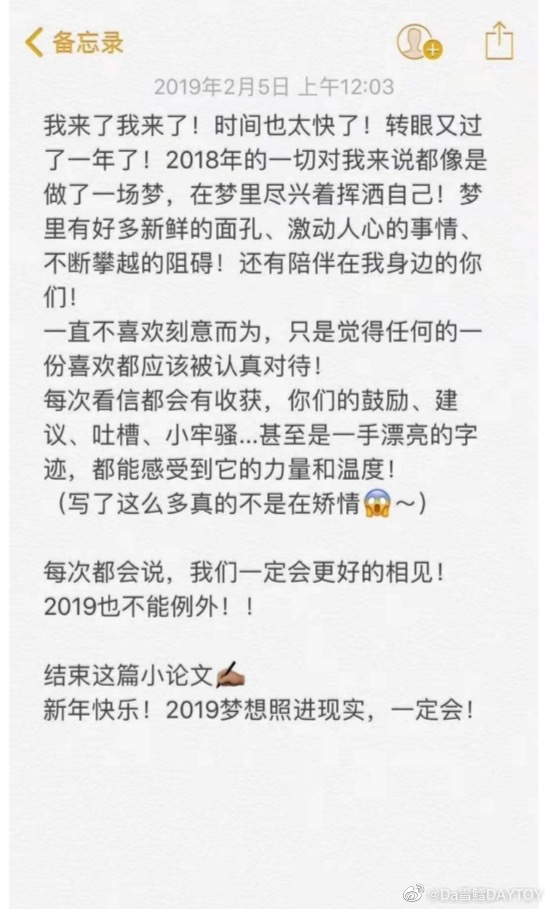 备忘录
2019年2月5日 上午12:03
我来了我来了！时间也太快了！转眼又过
了一年了！2018年的一切对我来说都像是
做了一场梦，在梦里尽兴着挥洒自己！梦
里有好多新鲜的面孔、激动人心的事情、
不断攀越的阻碍！还有陪伴在我身边的你
们！
一直不喜欢刻意而为，只是觉得任何的一
份喜欢都应该被认真对待！
每次看信都会有收获，你们的鼓励、建
议、吐槽、小牢骚...甚至是一手漂亮的字
迹，都能感受到它的力量和温度！
（写了这么多真的不是在矫情😱～）
每次都会说，我们一定会更好的相见！
2019也不能例外！！
结束这篇小论文✍🏾
新年快乐！2019梦想照进现实，一定会！
@Da雪鳕DAYTOY